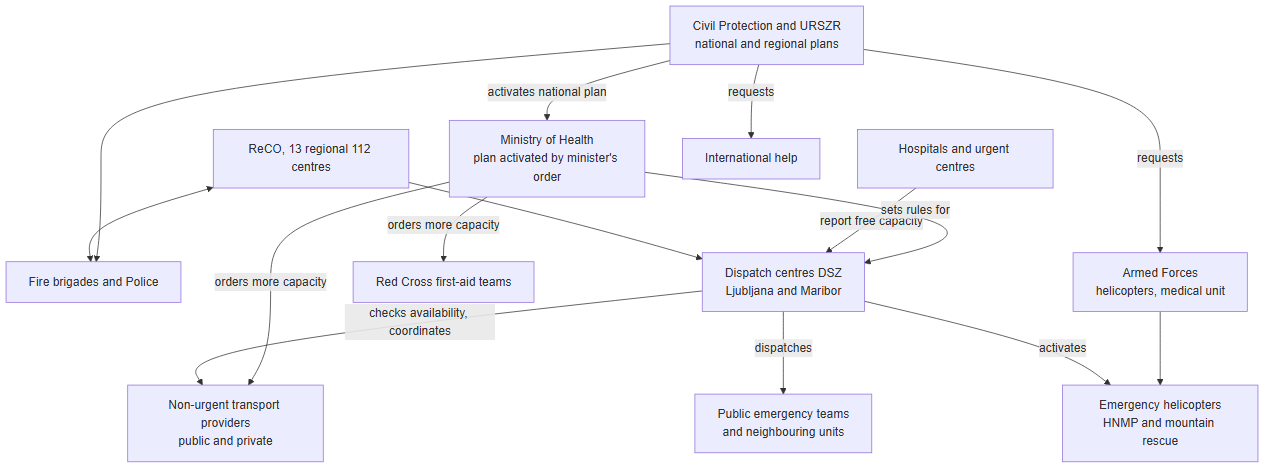 Civil Protection and URSZR
national and regional plans
activates national plan
requests
ReCO, 13 regional 112
centres
Ministry of Health
plan activated by minister's
order
International help
Hospitals and urgent
centres
requests
sets rules for
report free capacity
orders more capacity
Fire brigades and Police
orders more capacity
Red Cross first-aid teams
Dispatch centres DSZ
Ljubljana and Maribor
Armed Forces
helicopters, medical unit
checks availability,
coordinates
dispatches
activates
Non-urgent transport
providers
public and private
Public emergency teams
and neighbouring units
Emergency helicopters
HNMP and mountain
rescue